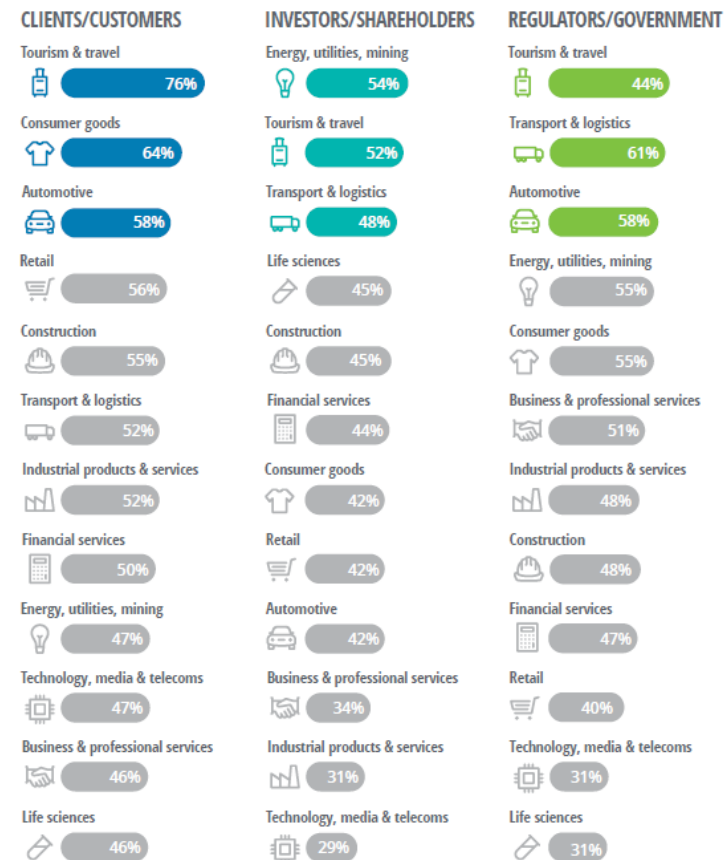 CLIENTS/CUSTOMERS
Tourism & travel
76%
Consumer goods
64%
Automotive
58%
Retail
56%
Construction
55%
Transport & logistics
52%
Industrial products & services
52%
Financial services
50%
Energy, utilities, mining
47%
Technology, media & telecoms
47%
Business & professional services
46%
Life sciences
46%
INVESTORS/SHAREHOLDERS
Energy, utilities, mining
54%
Tourism & travel
52%
Transport & logistics
48%
Life sciences
45%
Construction
45%
Financial services
44%
Consumer goods
42%
Retail
42%
Automotive
42%
Business & professional services
34%
Industrial products & services
31%
Technology, media & telecoms
29%
REGULATORS/GOVERNMENT
Tourism & travel
44%
Transport & logistics
61%
Automotive
58%
Energy, utilities, mining
55%
Consumer goods
55%
Business & professional services
51%
Industrial products & services
48%
Construction
48%
Financial services
47%
Retail
40%
Technology, media & telecoms
31%
Life sciences
31%